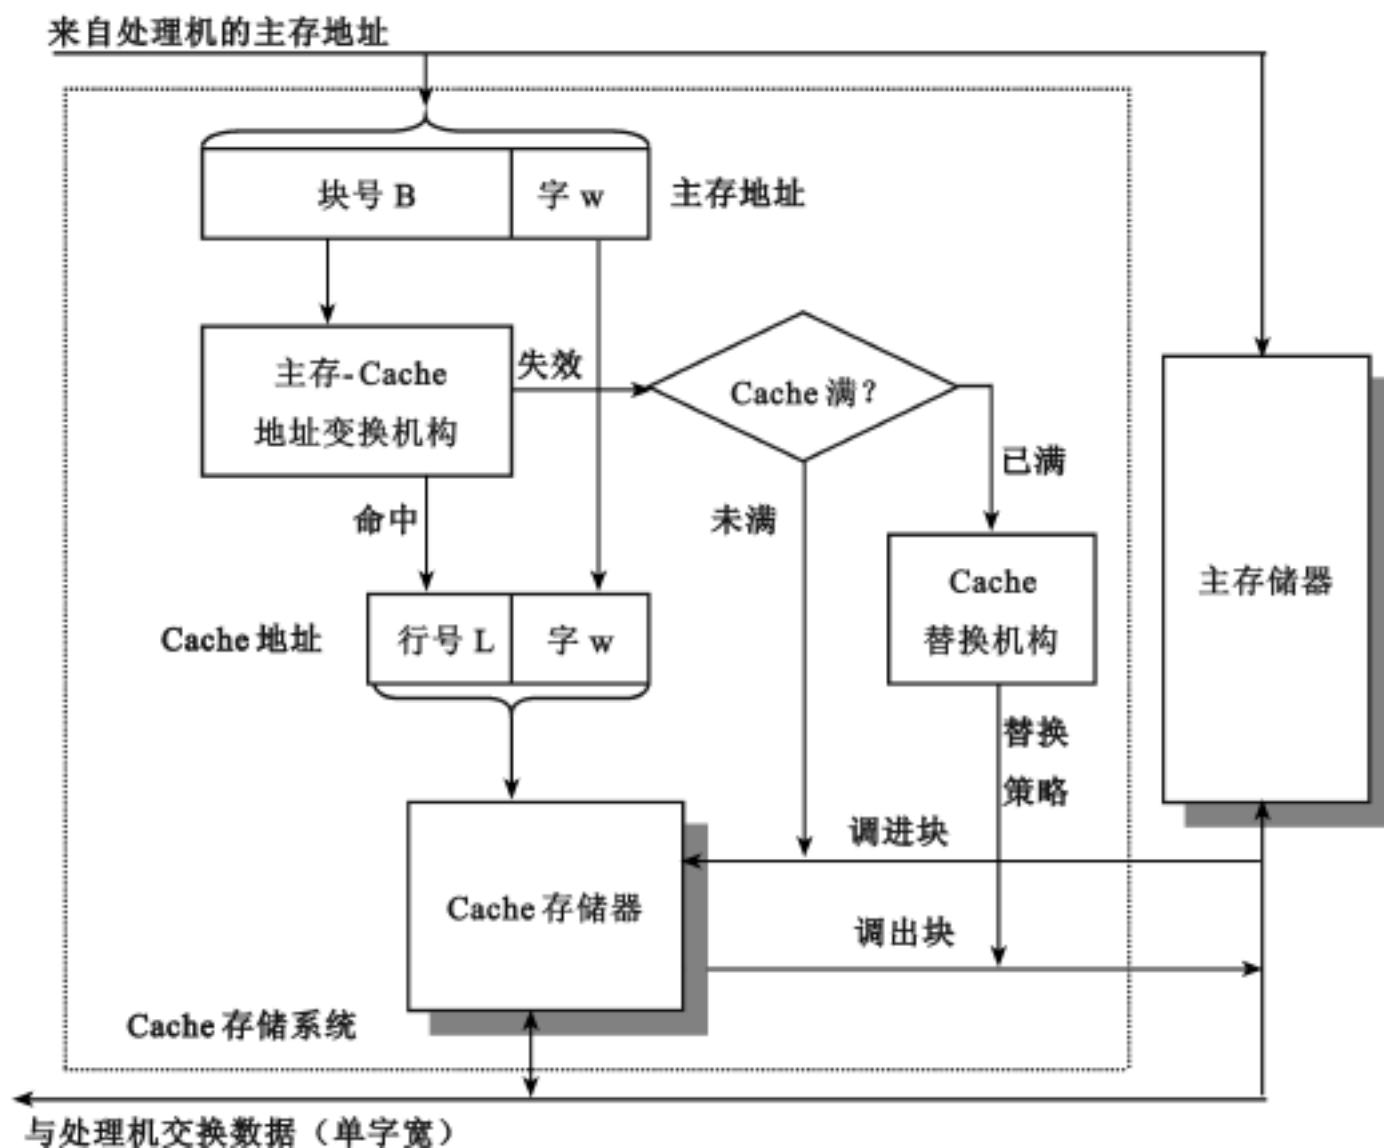 来自处理机的主存地址
块号 B
字 w
主存地址
主存-Cache
地址变换机构
失效
Cache 满？
已满
命中
未满
Cache
替换机构
主存储器
Cache 地址
行号 L
字 w
替换
策略
调进块
Cache 存储器
调出块
Cache 存储系统
与处理机交换数据（单字宽）